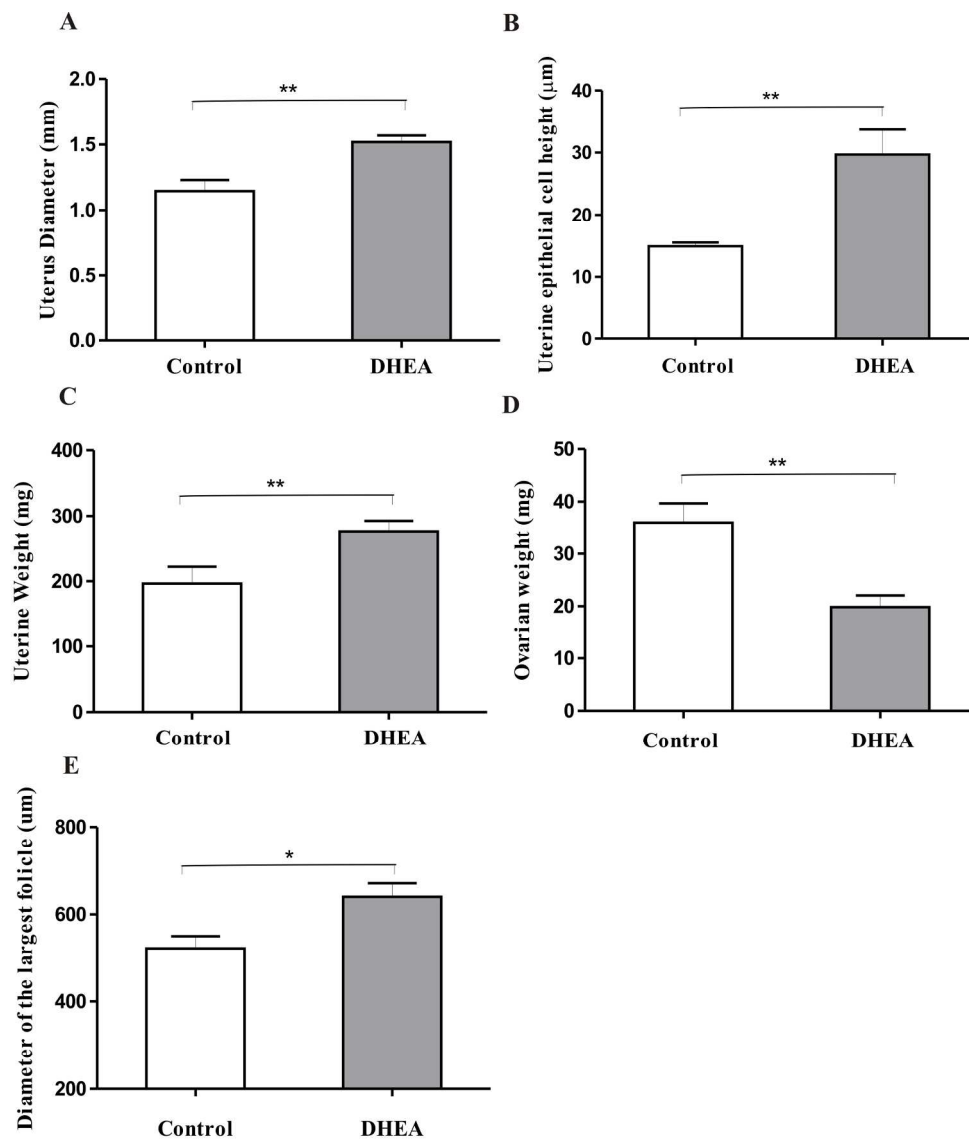 A
Uterus Diameter (mm)
2.0
1.5
1.0
0.5
0.0
**
Control
DHEA
B
Uterine epithelial cell height (μm)
40
30
20
10
0
**
Control
DHEA
C
Uterine Weight (mg)
400
300
200
100
0
**
Control
DHEA
D
Ovarian weight (mg)
50
40
30
20
10
0
**
Control
DHEA
E
Diameter of the largest folicle (um)
800
600
400
200
*
Control
DHEA